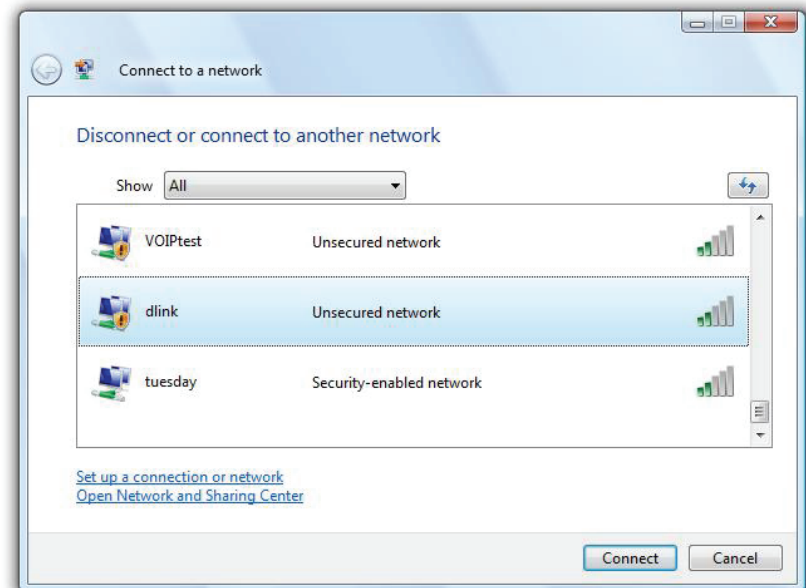 Connect to a network
Disconnect or connect to another network
Show All
VOIPtest Unsecured network
dlink Unsecured network
tuesday Security-enabled network
Set up a connection or network
Open Network and Sharing Center
Connect Cancel